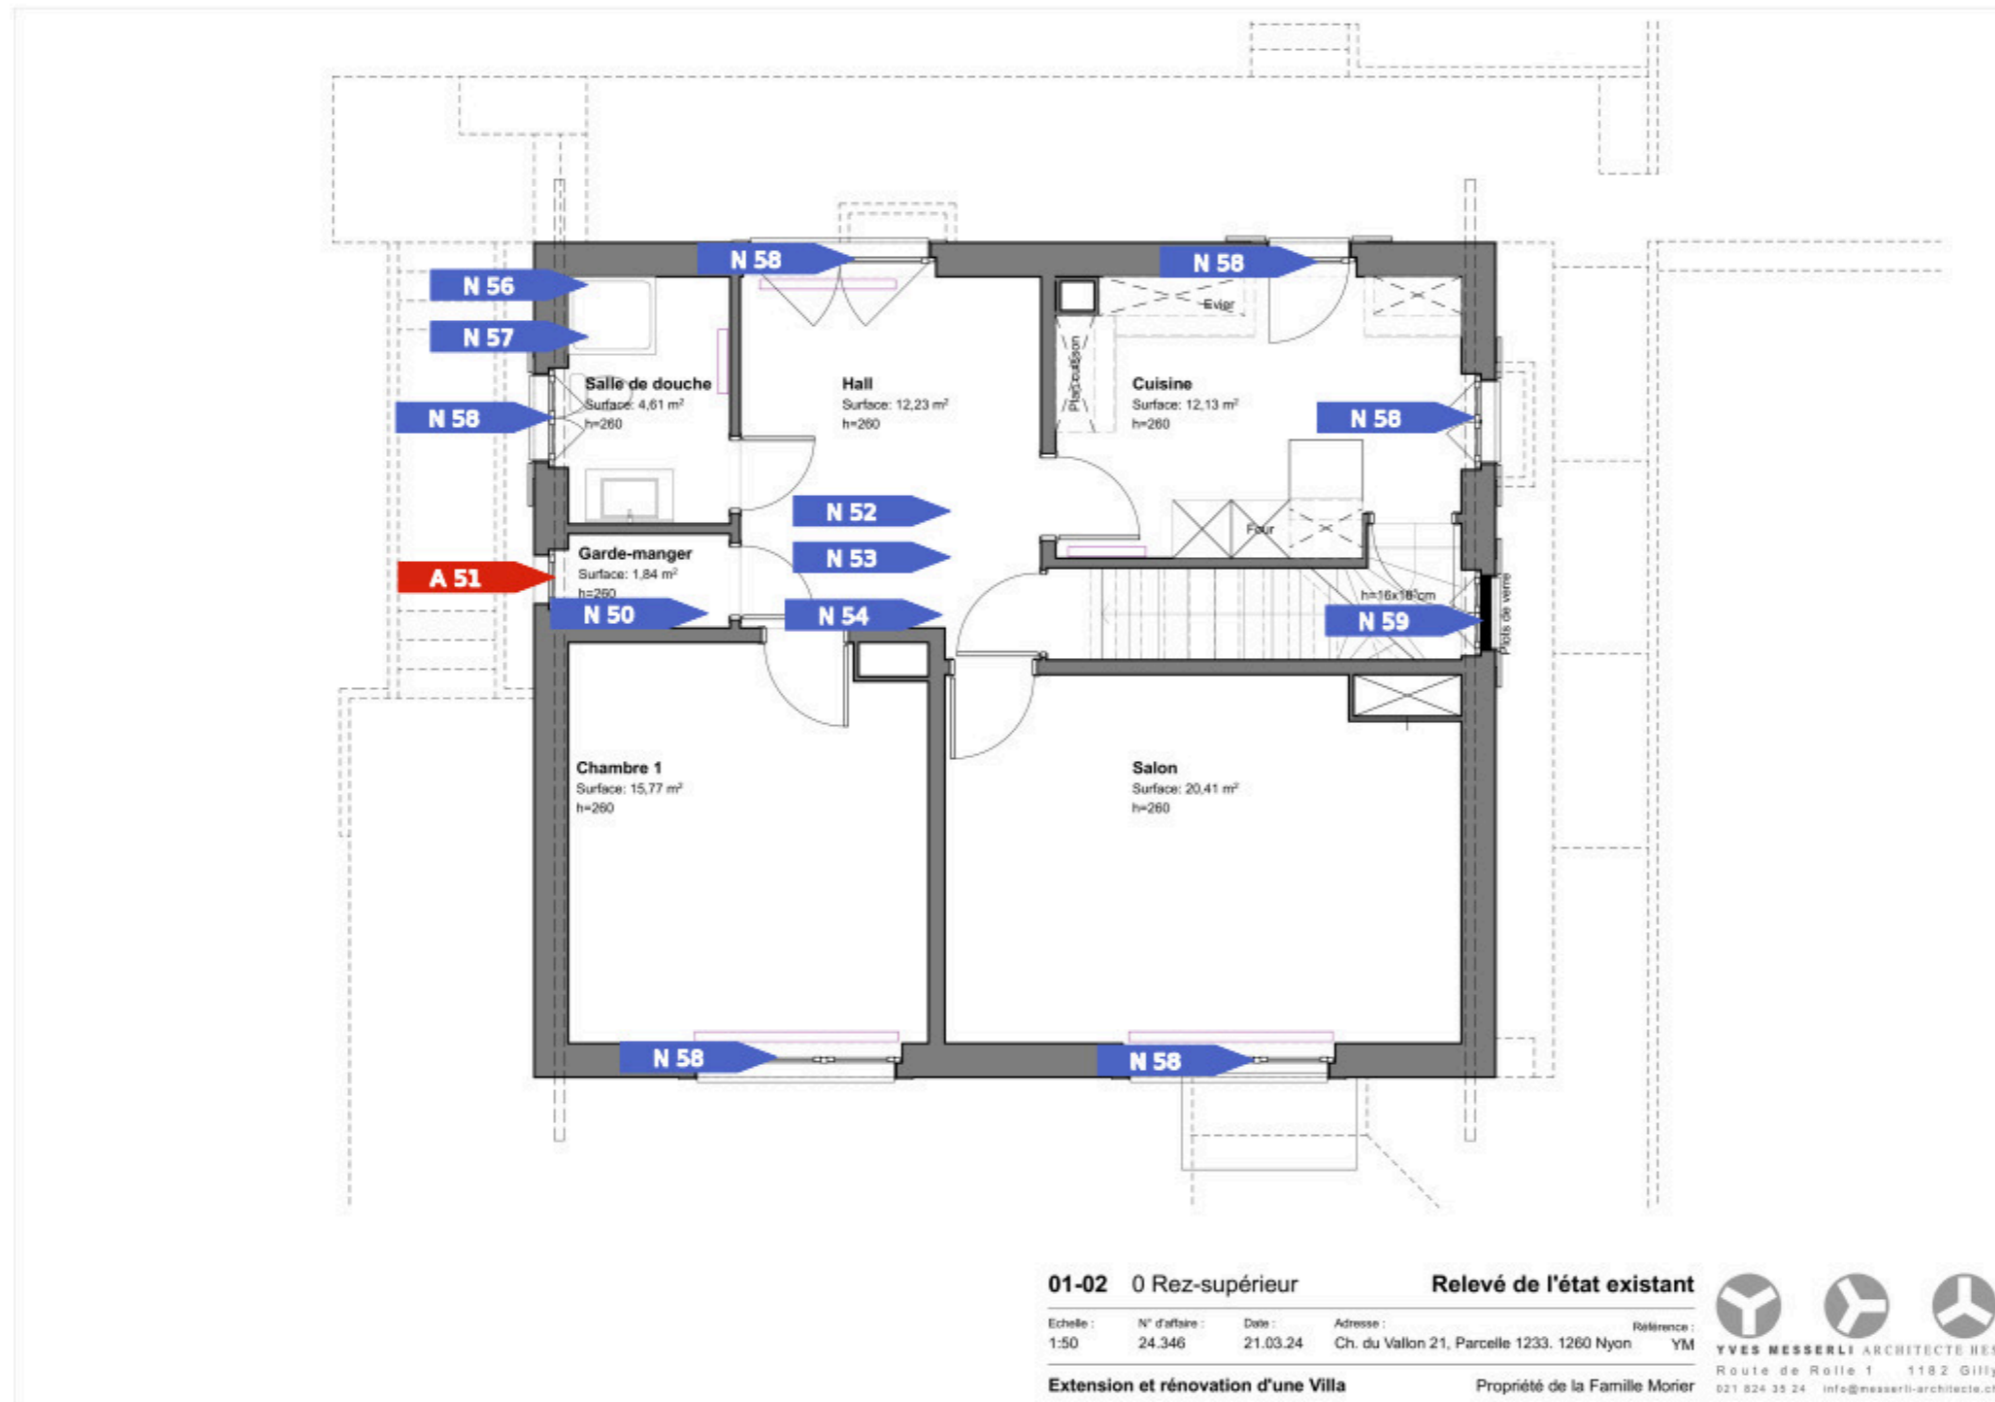 N 58
N 58
N 56
N 57
Evier
Plan cuisson
Salle de douche
Surface: 4,61 m²
h=260
Hall
Surface: 12,23 m²
h=260
Cuisine
Surface: 12,13 m²
h=260
N 58
N 58
N 52
Four
N 53
Garde-manger
Surface: 1,84 m²
h=260
A 51
N 50
N 54
N 59
Plots de verre
Chambre 1
Surface: 15,77 m²
h=260
Salon
Surface: 20,41 m²
h=260
N 58
N 58
01-02 0 Rez-supérieur Relevé de l'état existant
Echelle : N° d'affaire : Date : Adresse : Référence :
1:50 24.346 21.03.24 Ch. du Vallon 21, Parcelle 1233. 1260 Nyon YM
Extension et rénovation d'une Villa Propriété de la Famille Morier
YVES MESSERLI ARCHITECTE HES
Route de Rolle 1 1182 Gilly
021 824 35 24 info@messerli-architecte.ch